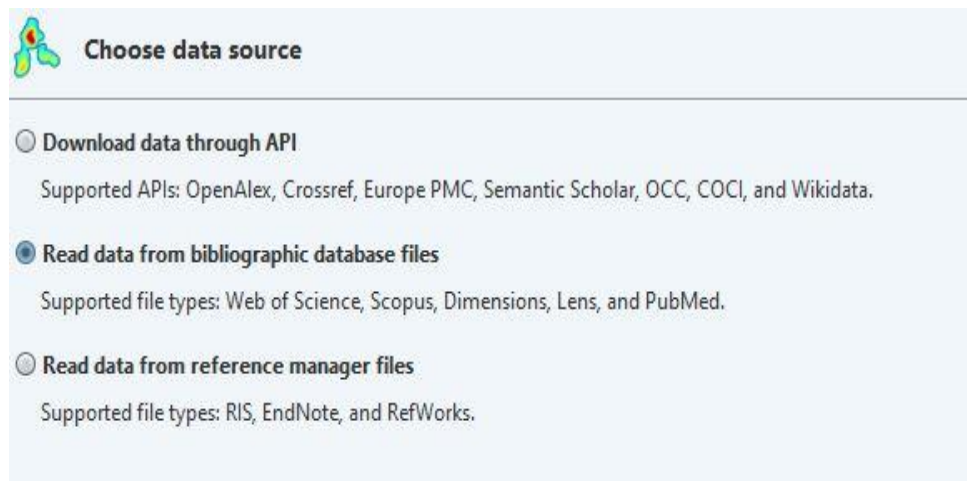 Choose data source
Download data through API
Supported APIs: OpenAlex, Crossref, Europe PMC, Semantic Scholar, OCC, COCI, and Wikidata.
Read data from bibliographic database files
Supported file types: Web of Science, Scopus, Dimensions, Lens, and PubMed.
Read data from reference manager files
Supported file types: RIS, EndNote, and RefWorks.